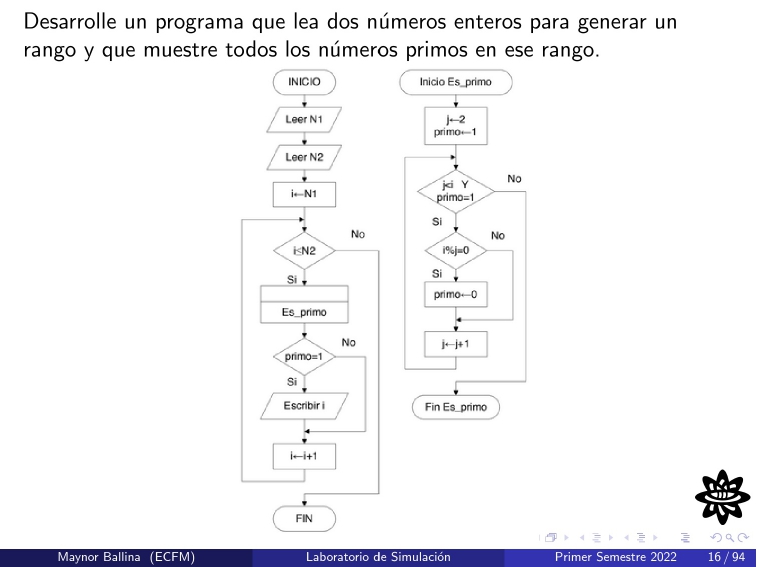 Desarrolle un programa que lea dos números enteros para generar un
rango y que muestre todos los números primos en ese rango.
INICIO
Leer N1
Leer N2
i←N1
i≤N2
No
Si
Es_primo
primo=1
No
Si
Escribir i
i←i+1
FIN
Inicio Es_primo
j←2
primo←1
j<i Y
primo=1
No
Si
i%j=0
No
Si
primo←0
j←j+1
Fin Es_primo
Maynor Ballina (ECFM) Laboratorio de Simulación Primer Semestre 2022 16 / 94